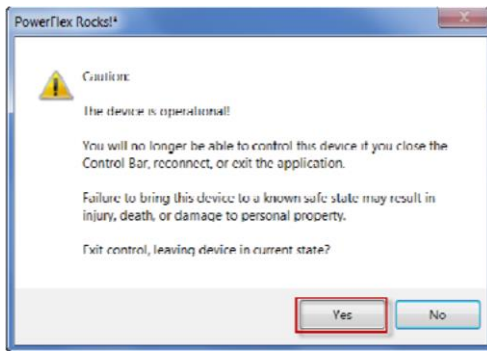 PowerFlex Rocks!*
Caution:
The device is operational!
You will no longer be able to control this device if you close the
Control Bar, reconnect, or exit the application.
Failure to bring this device to a known safe state may result in
injury, death, or damage to personal property.
Exit control, leaving device in current state?
Yes
No